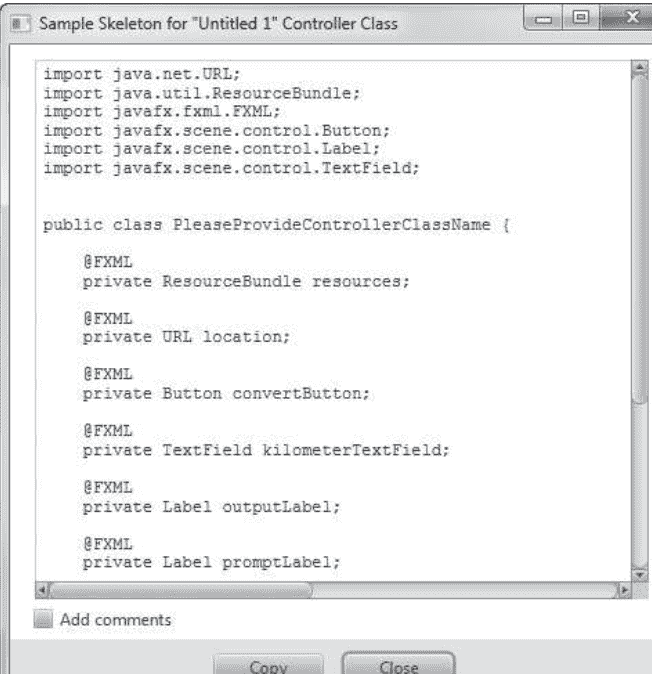 Sample Skeleton for "Untitled 1" Controller Class
import java.net.URL;
import java.util.ResourceBundle;
import javafx.fxml.FXML;
import javafx.scene.control.Button;
import javafx.scene.control.Label;
import javafx.scene.control.TextField;
public class PleaseProvideControllerClassName {
@FXML
private ResourceBundle resources;
@FXML
private URL location;
@FXML
private Button convertButton;
@FXML
private TextField kilometerTextField;
@FXML
private Label outputLabel;
@FXML
private Label promptLabel;
Add comments
Copy Close